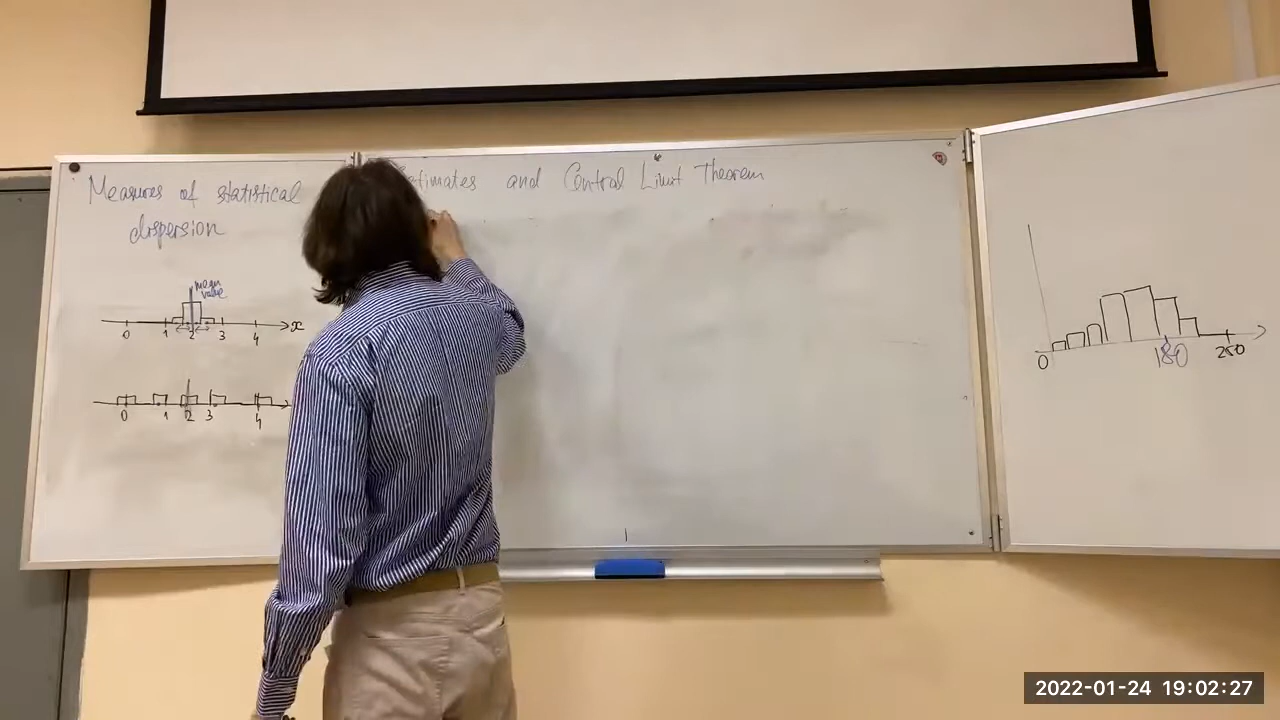 Measures of statistical
dispersion
mean
value
0 1 2 3 4 x
0 1 2 3 4
Estimates and Central Limit Theorem
0 180 250
2022-01-24 19:02:27